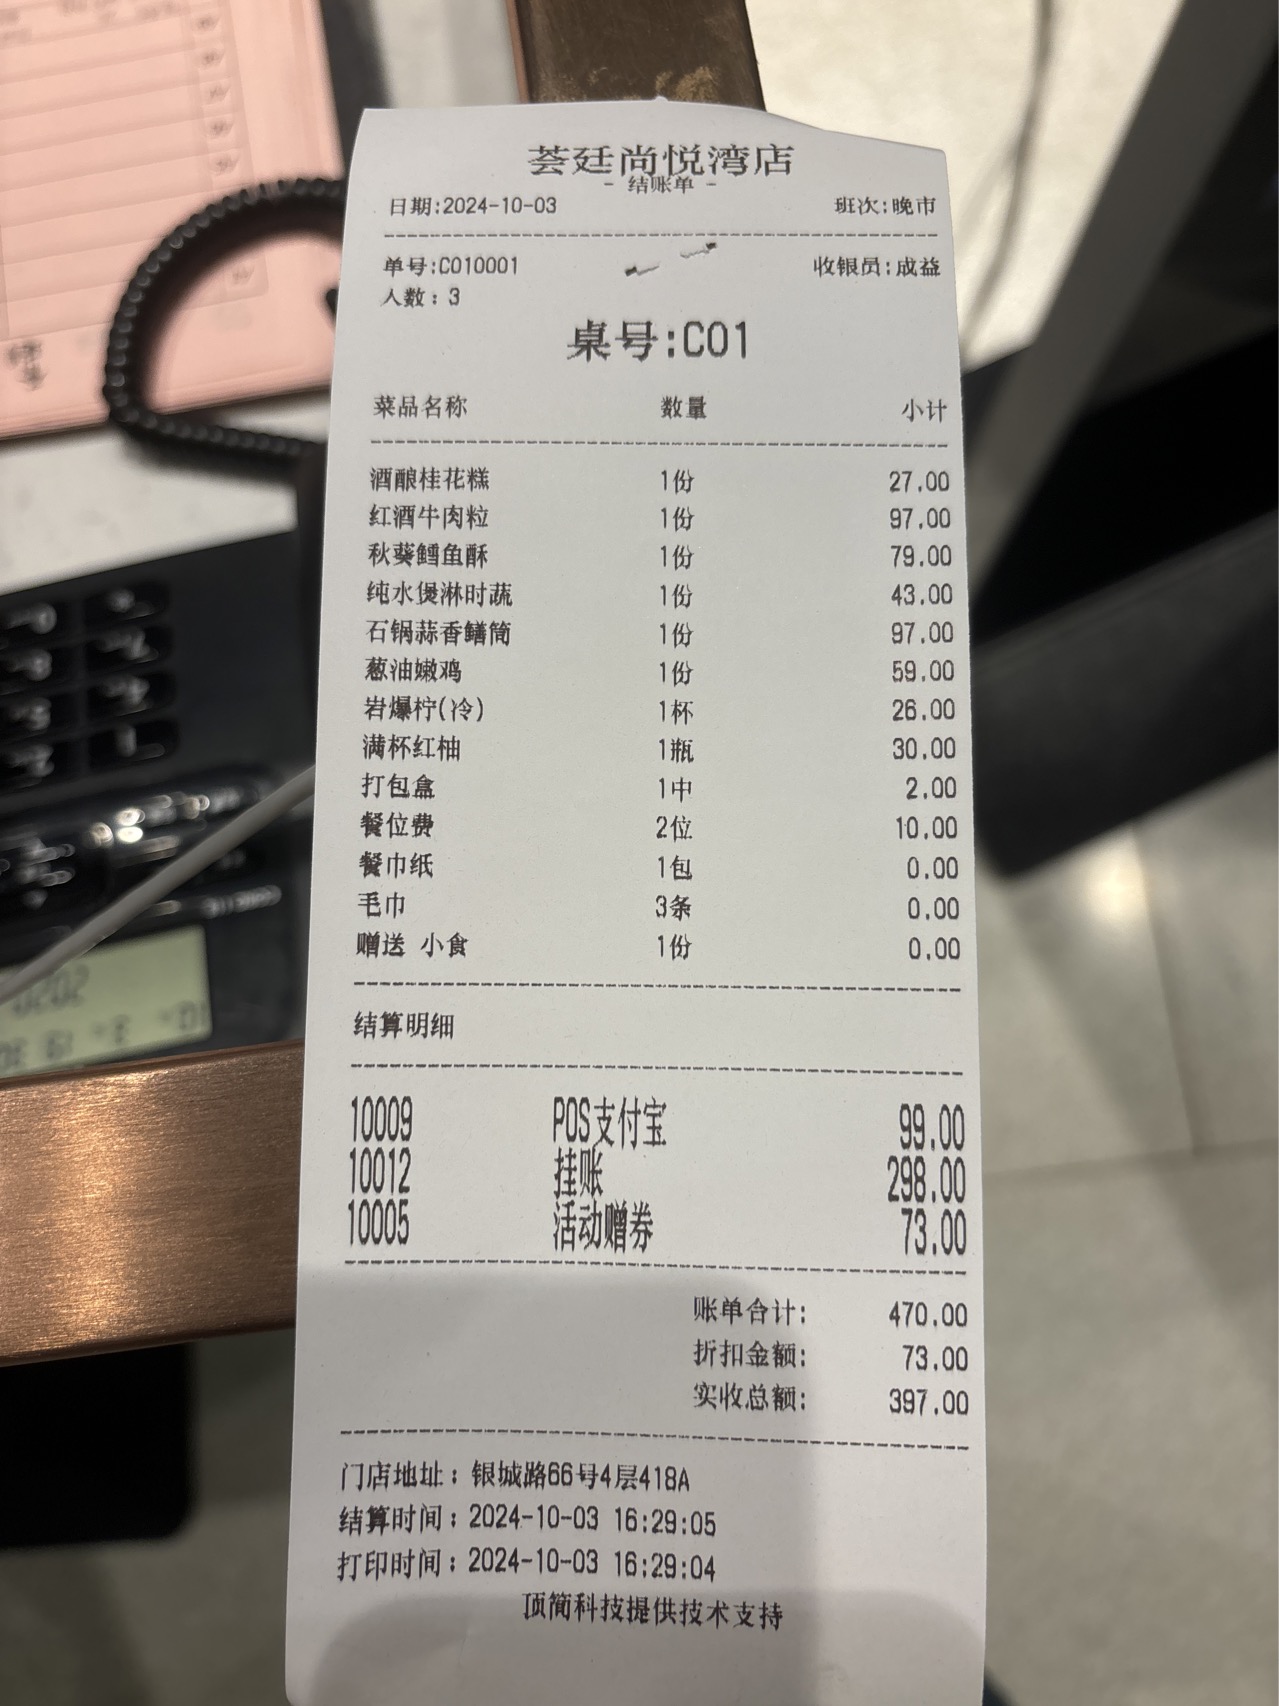 荟廷尚悦湾店
- 结账单 -
日期:2024-10-03 班次:晚市
单号:C010001 收银员:成益
人数：3
桌号:C01
菜品名称 数量 小计
酒酿桂花糕 1份 27.00
红酒牛肉粒 1份 97.00
秋葵鳕鱼酥 1份 79.00
纯水煲淋时蔬 1份 43.00
石锅蒜香鳝筒 1份 97.00
葱油嫩鸡 1份 59.00
岩爆柠(冷) 1杯 26.00
满杯红柚 1瓶 30.00
打包盒 1中 2.00
餐位费 2位 10.00
餐巾纸 1包 0.00
毛巾 3条 0.00
赠送 小食 1份 0.00
结算明细
10009 POS支付宝 99.00
10012 挂账 298.00
10005 活动赠券 73.00
账单合计: 470.00
折扣金额: 73.00
实收总额: 397.00
门店地址：银城路66号4层418A
结算时间：2024-10-03 16:29:05
打印时间：2024-10-03 16:29:04
顶简科技提供技术支持